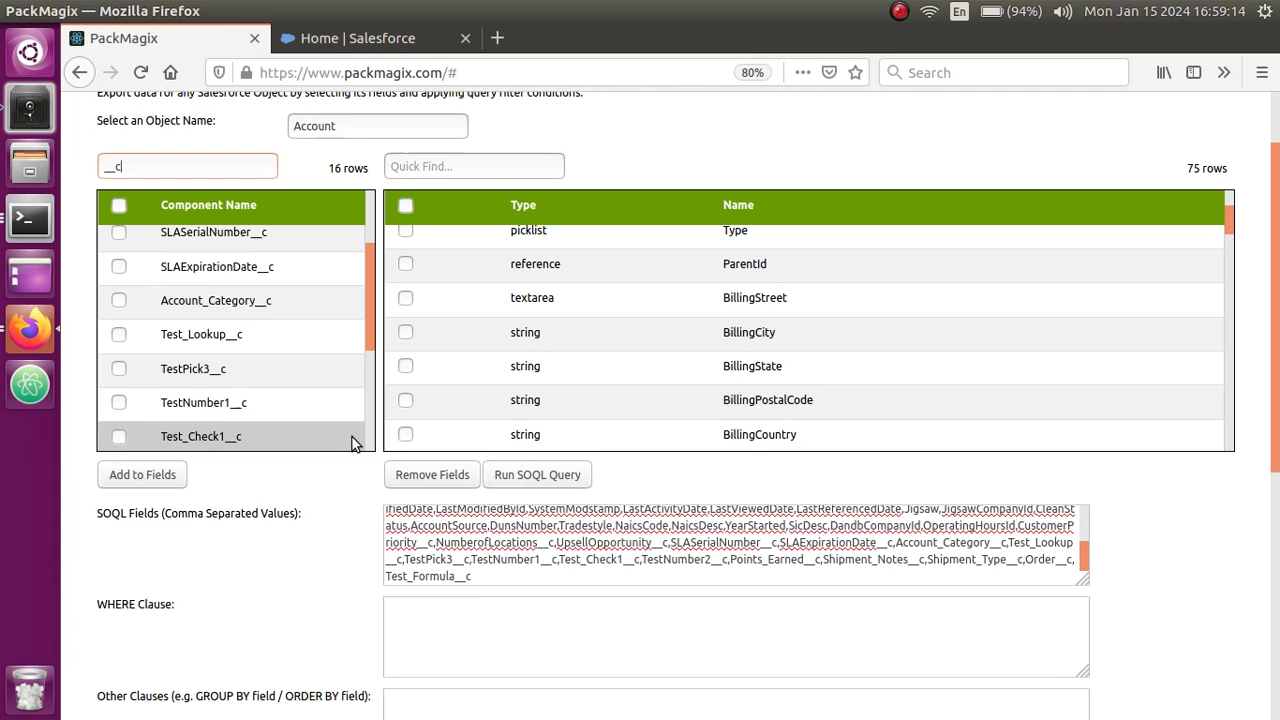 PackMagix — Mozilla Firefox
En (94%) Mon Jan 15 2024 16:59:14
PackMagix Home | Salesforce
https://www.packmagix.com/# 80% Search
Export data for any Salesforce Object by selecting its fields and applying query filter conditions.
Select an Object Name: Account
__c 16 rows Quick Find... 75 rows
Component Name Type Name
SLASerialNumber__c picklist Type
SLAExpirationDate__c reference ParentId
Account_Category__c textarea BillingStreet
Test_Lookup__c string BillingCity
TestPick3__c string BillingState
TestNumber1__c string BillingPostalCode
Test_Check1__c string BillingCountry
Add to Fields Remove Fields Run SOQL Query
SOQL Fields (Comma Separated Values):
ifiedDate,LastModifiedById,SystemModstamp,LastActivityDate,LastViewedDate,LastReferencedDate,Jigsaw,JigsawCompanyId,CleanSt
atus,AccountSource,DunsNumber,Tradestyle,NaicsCode,NaicsDesc,YearStarted,SicDesc,DandbCompanyId,OperatingHoursId,CustomerP
riority__c,NumberofLocations__c,UpsellOpportunity__c,SLASerialNumber__c,SLAExpirationDate__c,Account_Category__c,Test_Lookup
__c,TestPick3__c,TestNumber1__c,Test_Check1__c,TestNumber2__c,Points_Earned__c,Shipment_Notes__c,Shipment_Type__c,Order__c,
Test_Formula__c
WHERE Clause:
Other Clauses (e.g. GROUP BY field / ORDER BY field):